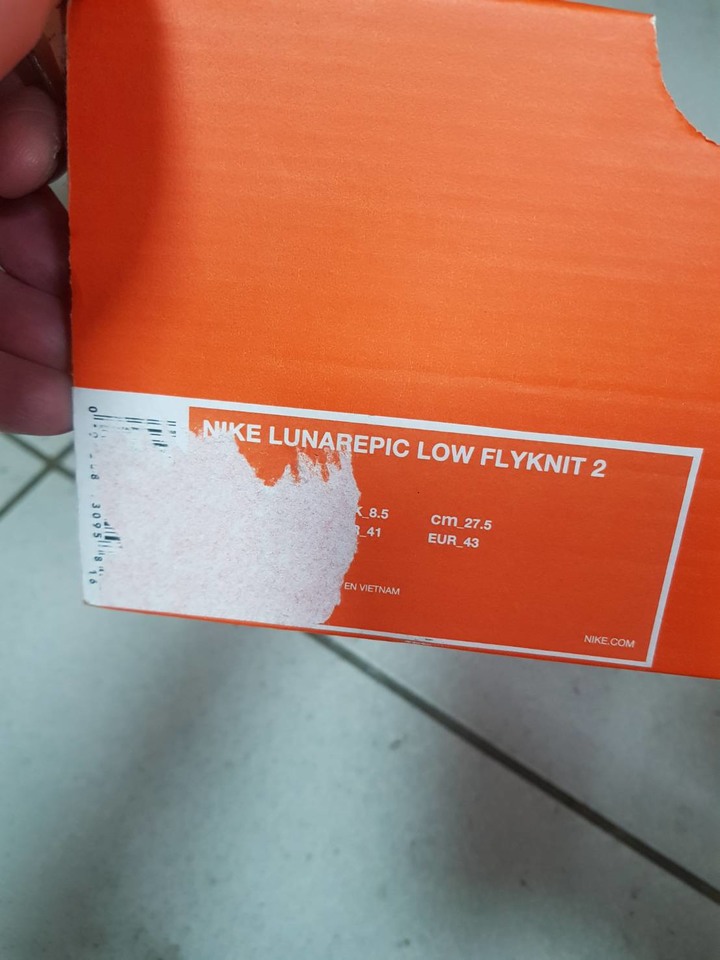 NIKE LUNAREPIC LOW FLYKNIT 2
8.5 cm_27.5
41 EUR_43
EN VIETNAM
NIKE.COM